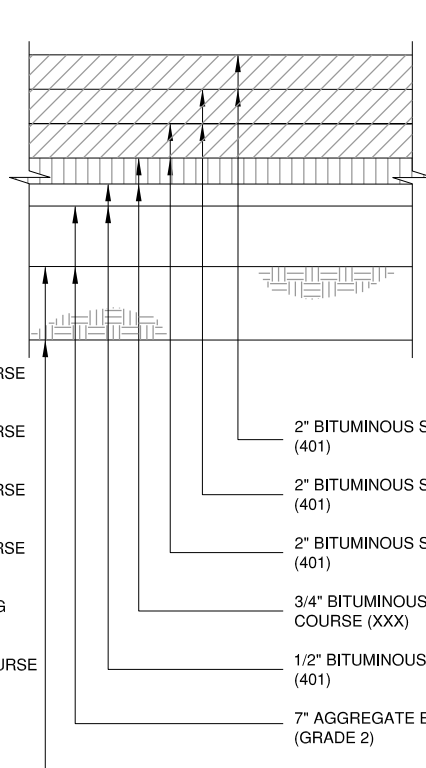 RSE
RSE
RSE
RSE
G
URSE
2" BITUMINOUS S
(401)
2" BITUMINOUS S
(401)
2" BITUMINOUS S
(401)
3/4" BITUMINOUS
COURSE (XXX)
1/2" BITUMINOUS
(401)
7" AGGREGATE B
(GRADE 2)